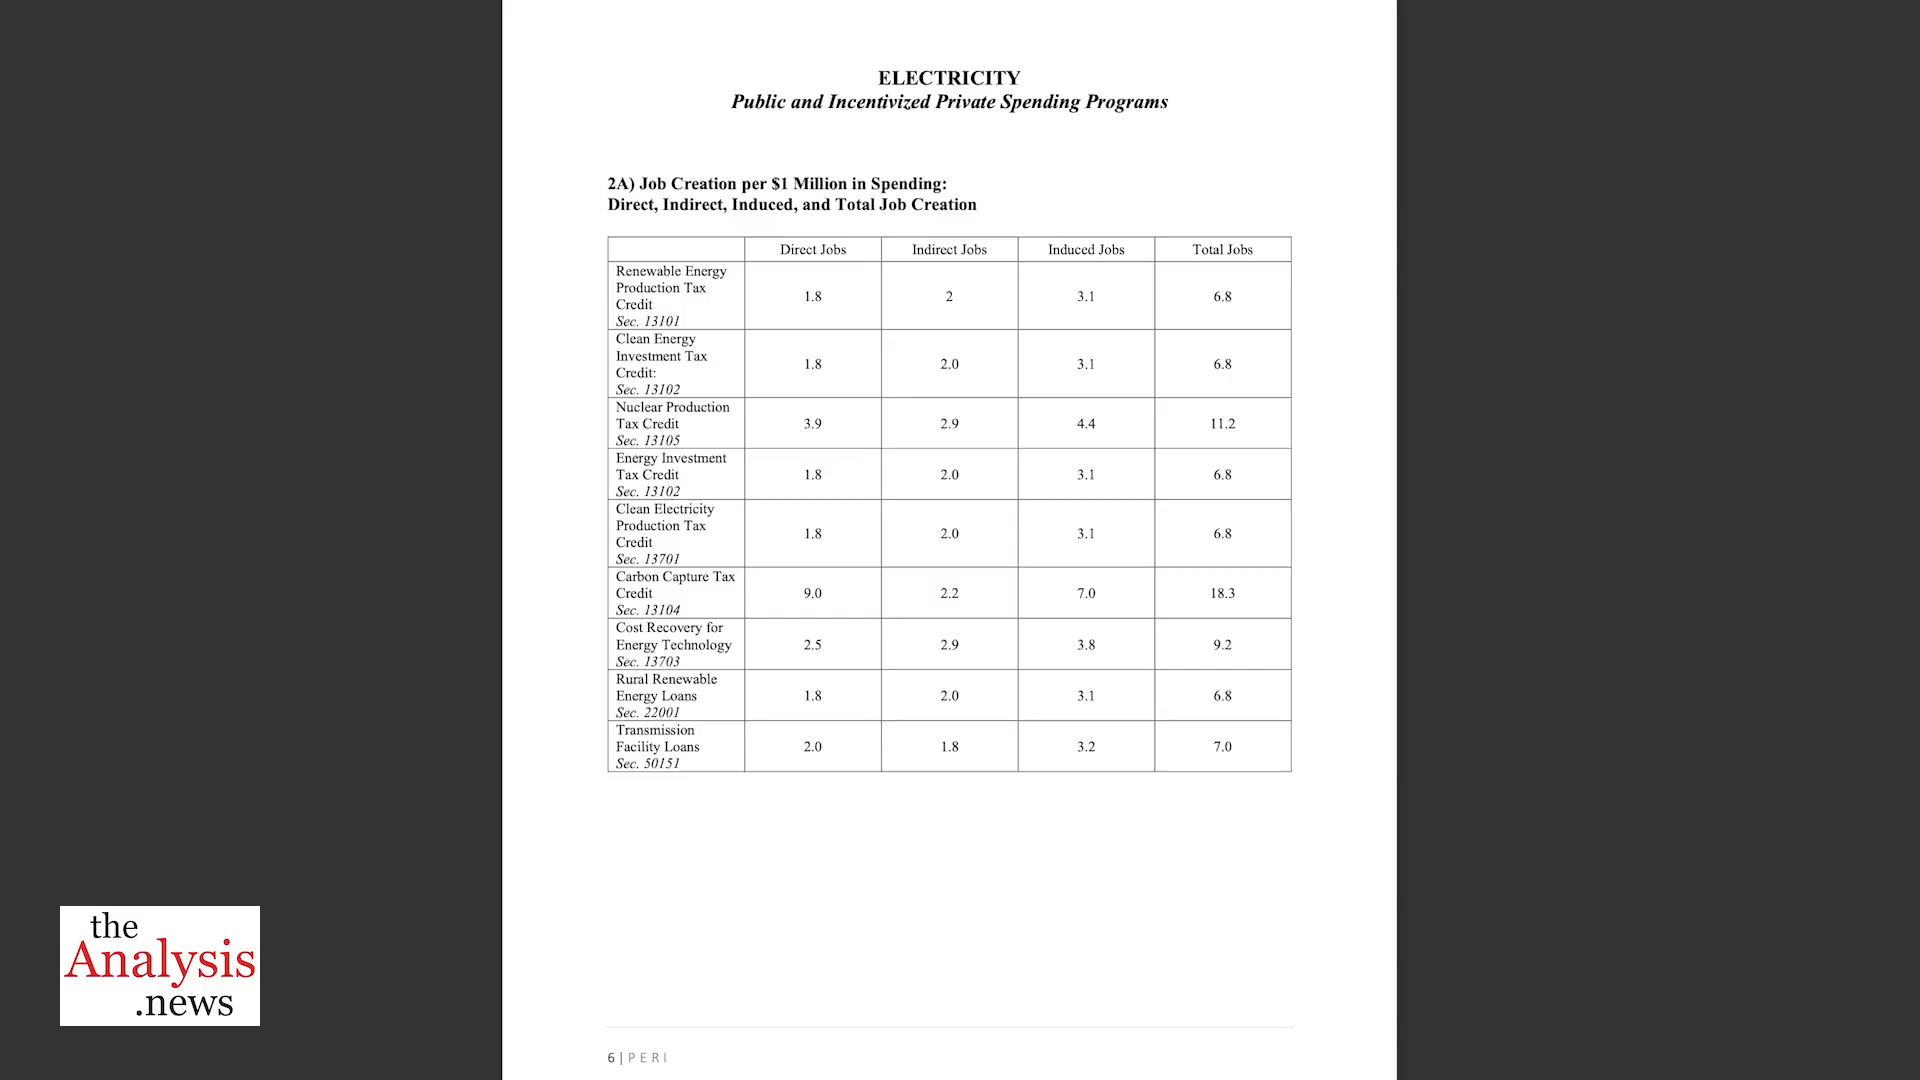 ELECTRICITY
Public and Incentivized Private Spending Programs
2A) Job Creation per $1 Million in Spending:
Direct, Indirect, Induced, and Total Job Creation
Direct Jobs Indirect Jobs Induced Jobs Total Jobs
Renewable Energy
Production Tax
Credit
Sec. 13101
1.8 2 3.1 6.8
Clean Energy
Investment Tax
Credit:
Sec. 13102
1.8 2.0 3.1 6.8
Nuclear Production
Tax Credit
Sec. 13105
3.9 2.9 4.4 11.2
Energy Investment
Tax Credit
Sec. 13102
1.8 2.0 3.1 6.8
Clean Electricity
Production Tax
Credit
Sec. 13701
1.8 2.0 3.1 6.8
Carbon Capture Tax
Credit
Sec. 13104
9.0 2.2 7.0 18.3
Cost Recovery for
Energy Technology
Sec. 13703
2.5 2.9 3.8 9.2
Rural Renewable
Energy Loans
Sec. 22001
1.8 2.0 3.1 6.8
Transmission
Facility Loans
Sec. 50151
2.0 1.8 3.2 7.0
the
Analysis
.news
6 | PERI